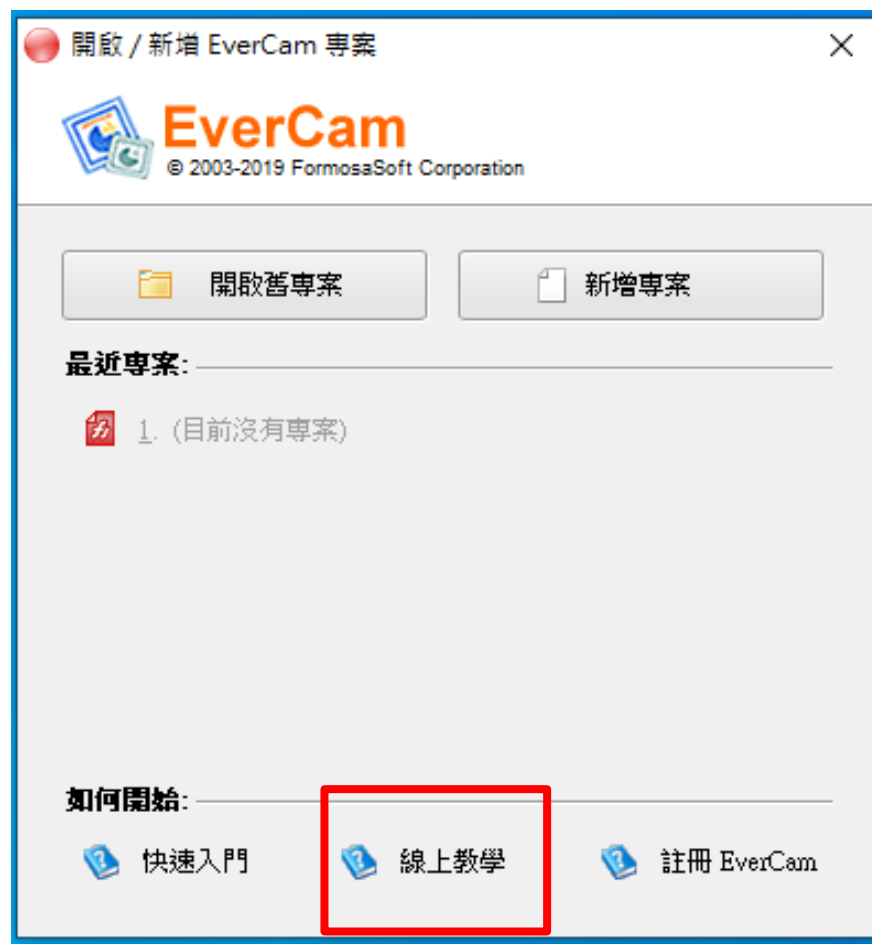 開啟 / 新增 EverCam 專案
EverCam
© 2003-2019 FormosaSoft Corporation
開啟舊專案
新增專案
最近專案:
1. (目前沒有專案)
如何開始:
快速入門
線上教學
註冊 EverCam